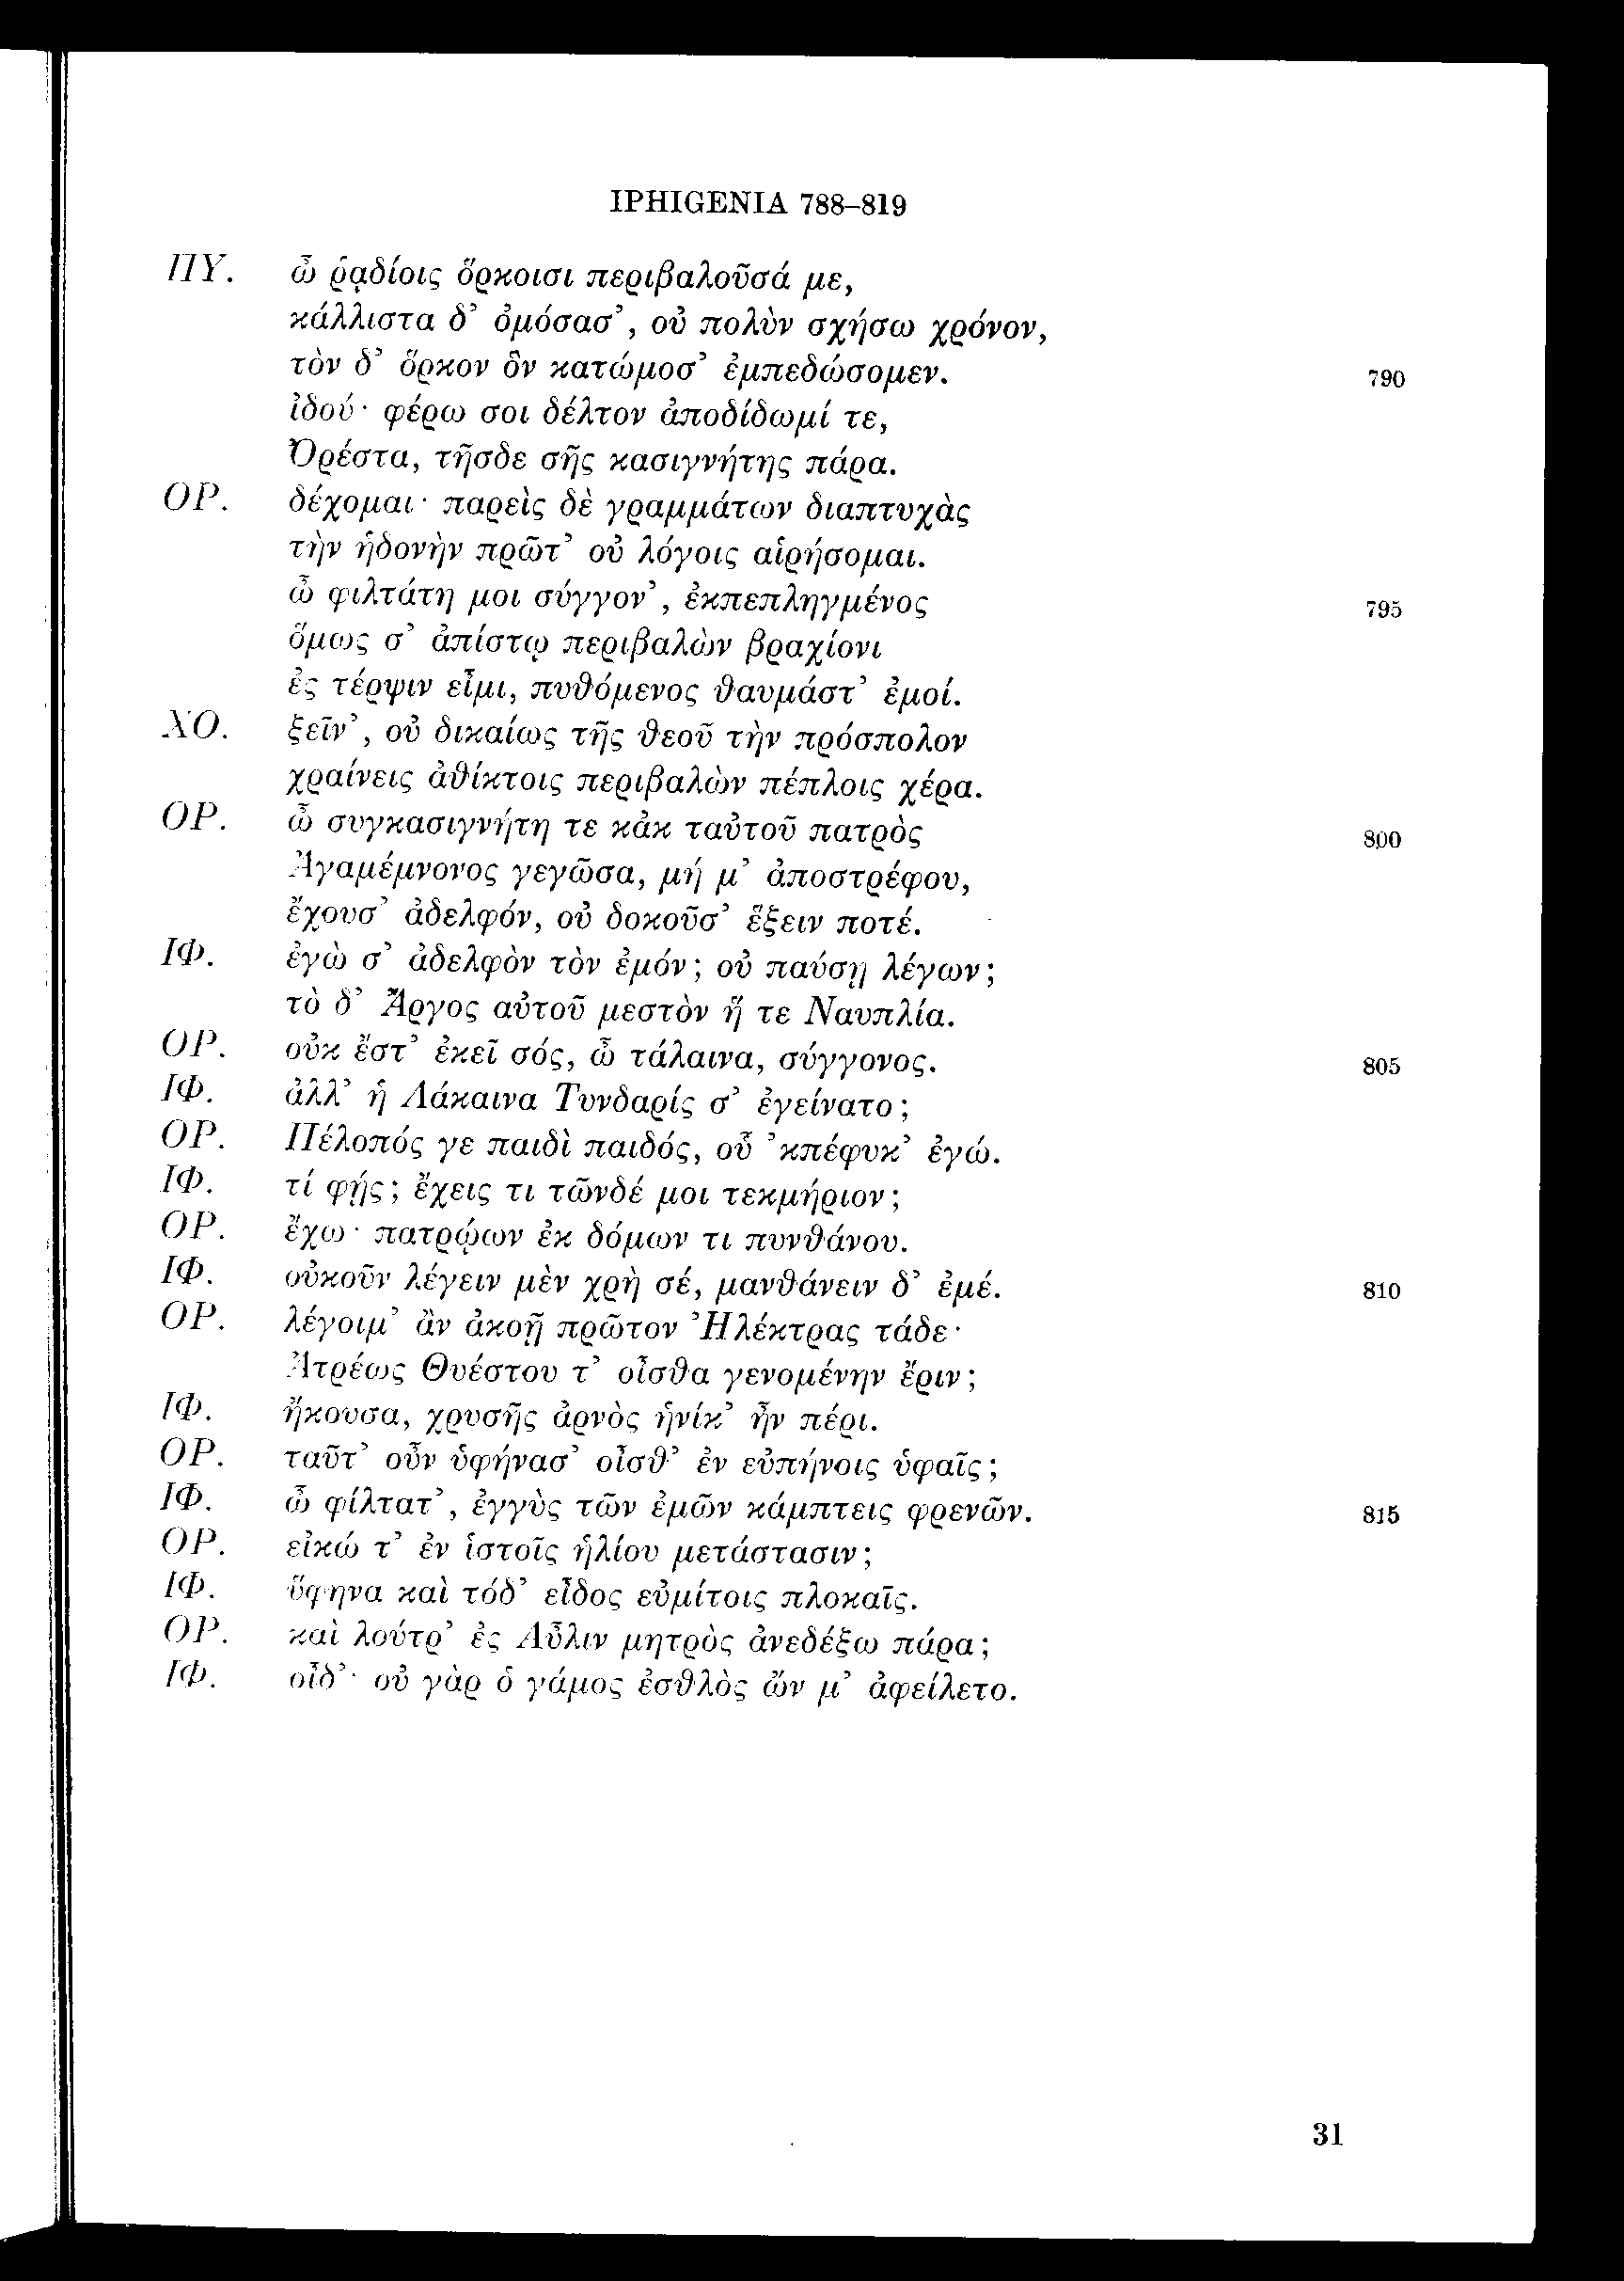 IPHIGENIA 788–819
ΠΥ. ὦ ῥᾳδίοις ὅρκοισι περιβαλοῦσά με,
κάλλιστα δ’ ὀμόσασ’, οὐ πολὺν σχήσω χρόνον,
τὸν δ’ ὅρκον ὃν κατώμοσ’ ἐμπεδώσομεν. 790
ἰδού· φέρω σοι δέλτον ἀποδίδωμί τε,
Ὀρέστα, τῆσδε σῆς κασιγνήτης πάρα.
ΟΡ. δέχομαι· παρεὶς δὲ γραμμάτων διαπτυχὰς
τὴν ἡδονὴν πρῶτ’ οὐ λόγοις αἱρήσομαι.
ὦ φιλτάτη μοι σύγγον’, ἐκπεπληγμένος 795
ὅμως σ’ ἀπίστῳ περιβαλὼν βραχίονι
ἐς τέρψιν εἶμι, πυθόμενος θαυμάστ’ ἐμοί.
ΧΟ. ξεῖν’, οὐ δικαίως τῆς θεοῦ τὴν πρόσπολον
χραίνεις ἀθίκτοις περιβαλὼν πέπλοις χέρα.
ΟΡ. ὦ συγκασιγνήτη τε κἀκ ταὐτοῦ πατρὸς 800
Ἀγαμέμνονος γεγῶσα, μή μ’ ἀποστρέφου,
ἔχουσ’ ἀδελφόν, οὐ δοκοῦσ’ ἕξειν ποτέ.
ΙΦ. ἐγὼ σ’ ἀδελφὸν τὸν ἐμόν; οὐ παύσῃ λέγων;
τὸ δ’ Ἄργος αὐτοῦ μεστὸν ἥ τε Ναυπλία.
ΟΡ. οὐκ ἔστ’ ἐκεῖ σός, ὦ τάλαινα, σύγγονος. 805
ΙΦ. ἀλλ’ ἡ Λάκαινα Τυνδαρίς σ’ ἐγείνατο;
ΟΡ. Πέλοπός γε παιδὶ παιδός, οὗ ’κπέφυκ’ ἐγώ.
ΙΦ. τί φῄς; ἔχεις τι τῶνδέ μοι τεκμήριον;
ΟΡ. ἔχω· πατρῴων ἐκ δόμων τι πυνθάνου.
ΙΦ. οὐκοῦν λέγειν μὲν χρὴ σέ, μανθάνειν δ’ ἐμέ. 810
ΟΡ. λέγοιμ’ ἂν ἀκοῇ πρῶτον Ἠλέκτρας τάδε·
Ἀτρέως Θυέστου τ’ οἶσθα γενομένην ἔριν;
ΙΦ. ἤκουσα, χρυσῆς ἀρνὸς ἡνίκ’ ἦν πέρι.
ΟΡ. ταῦτ’ οὖν ὑφήνασ’ οἶσθ’ ἐν εὐπήνοις ὑφαῖς;
ΙΦ. ὦ φίλτατ’, ἐγγὺς τῶν ἐμῶν κάμπτεις φρενῶν. 815
ΟΡ. εἰκώ τ’ ἐν ἱστοῖς ἡλίου μετάστασιν;
ΙΦ. ὕφηνα καὶ τόδ’ εἶδος εὐμίτοις πλοκαῖς.
ΟΡ. καὶ λούτρ’ ἐς Αὖλιν μητρὸς ἀνεδέξω πάρα;
ΙΦ. οἶδ’· οὐ γὰρ ὁ γάμος ἐσθλὸς ὤν μ’ ἀφείλετο.
31